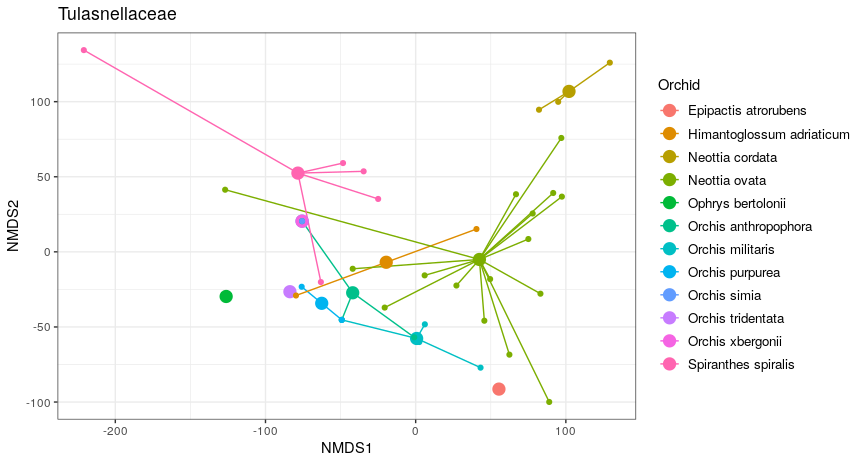 Tulasnellaceae
NMDS2
100
50
0
-50
-100
-200
-100
0
100
NMDS1
Orchid
Epipactis atrorubens
Himantoglossum adriaticum
Neottia cordata
Neottia ovata
Ophrys bertolonii
Orchis anthropophora
Orchis militaris
Orchis purpurea
Orchis simia
Orchis tridentata
Orchis xbergonii
Spiranthes spiralis